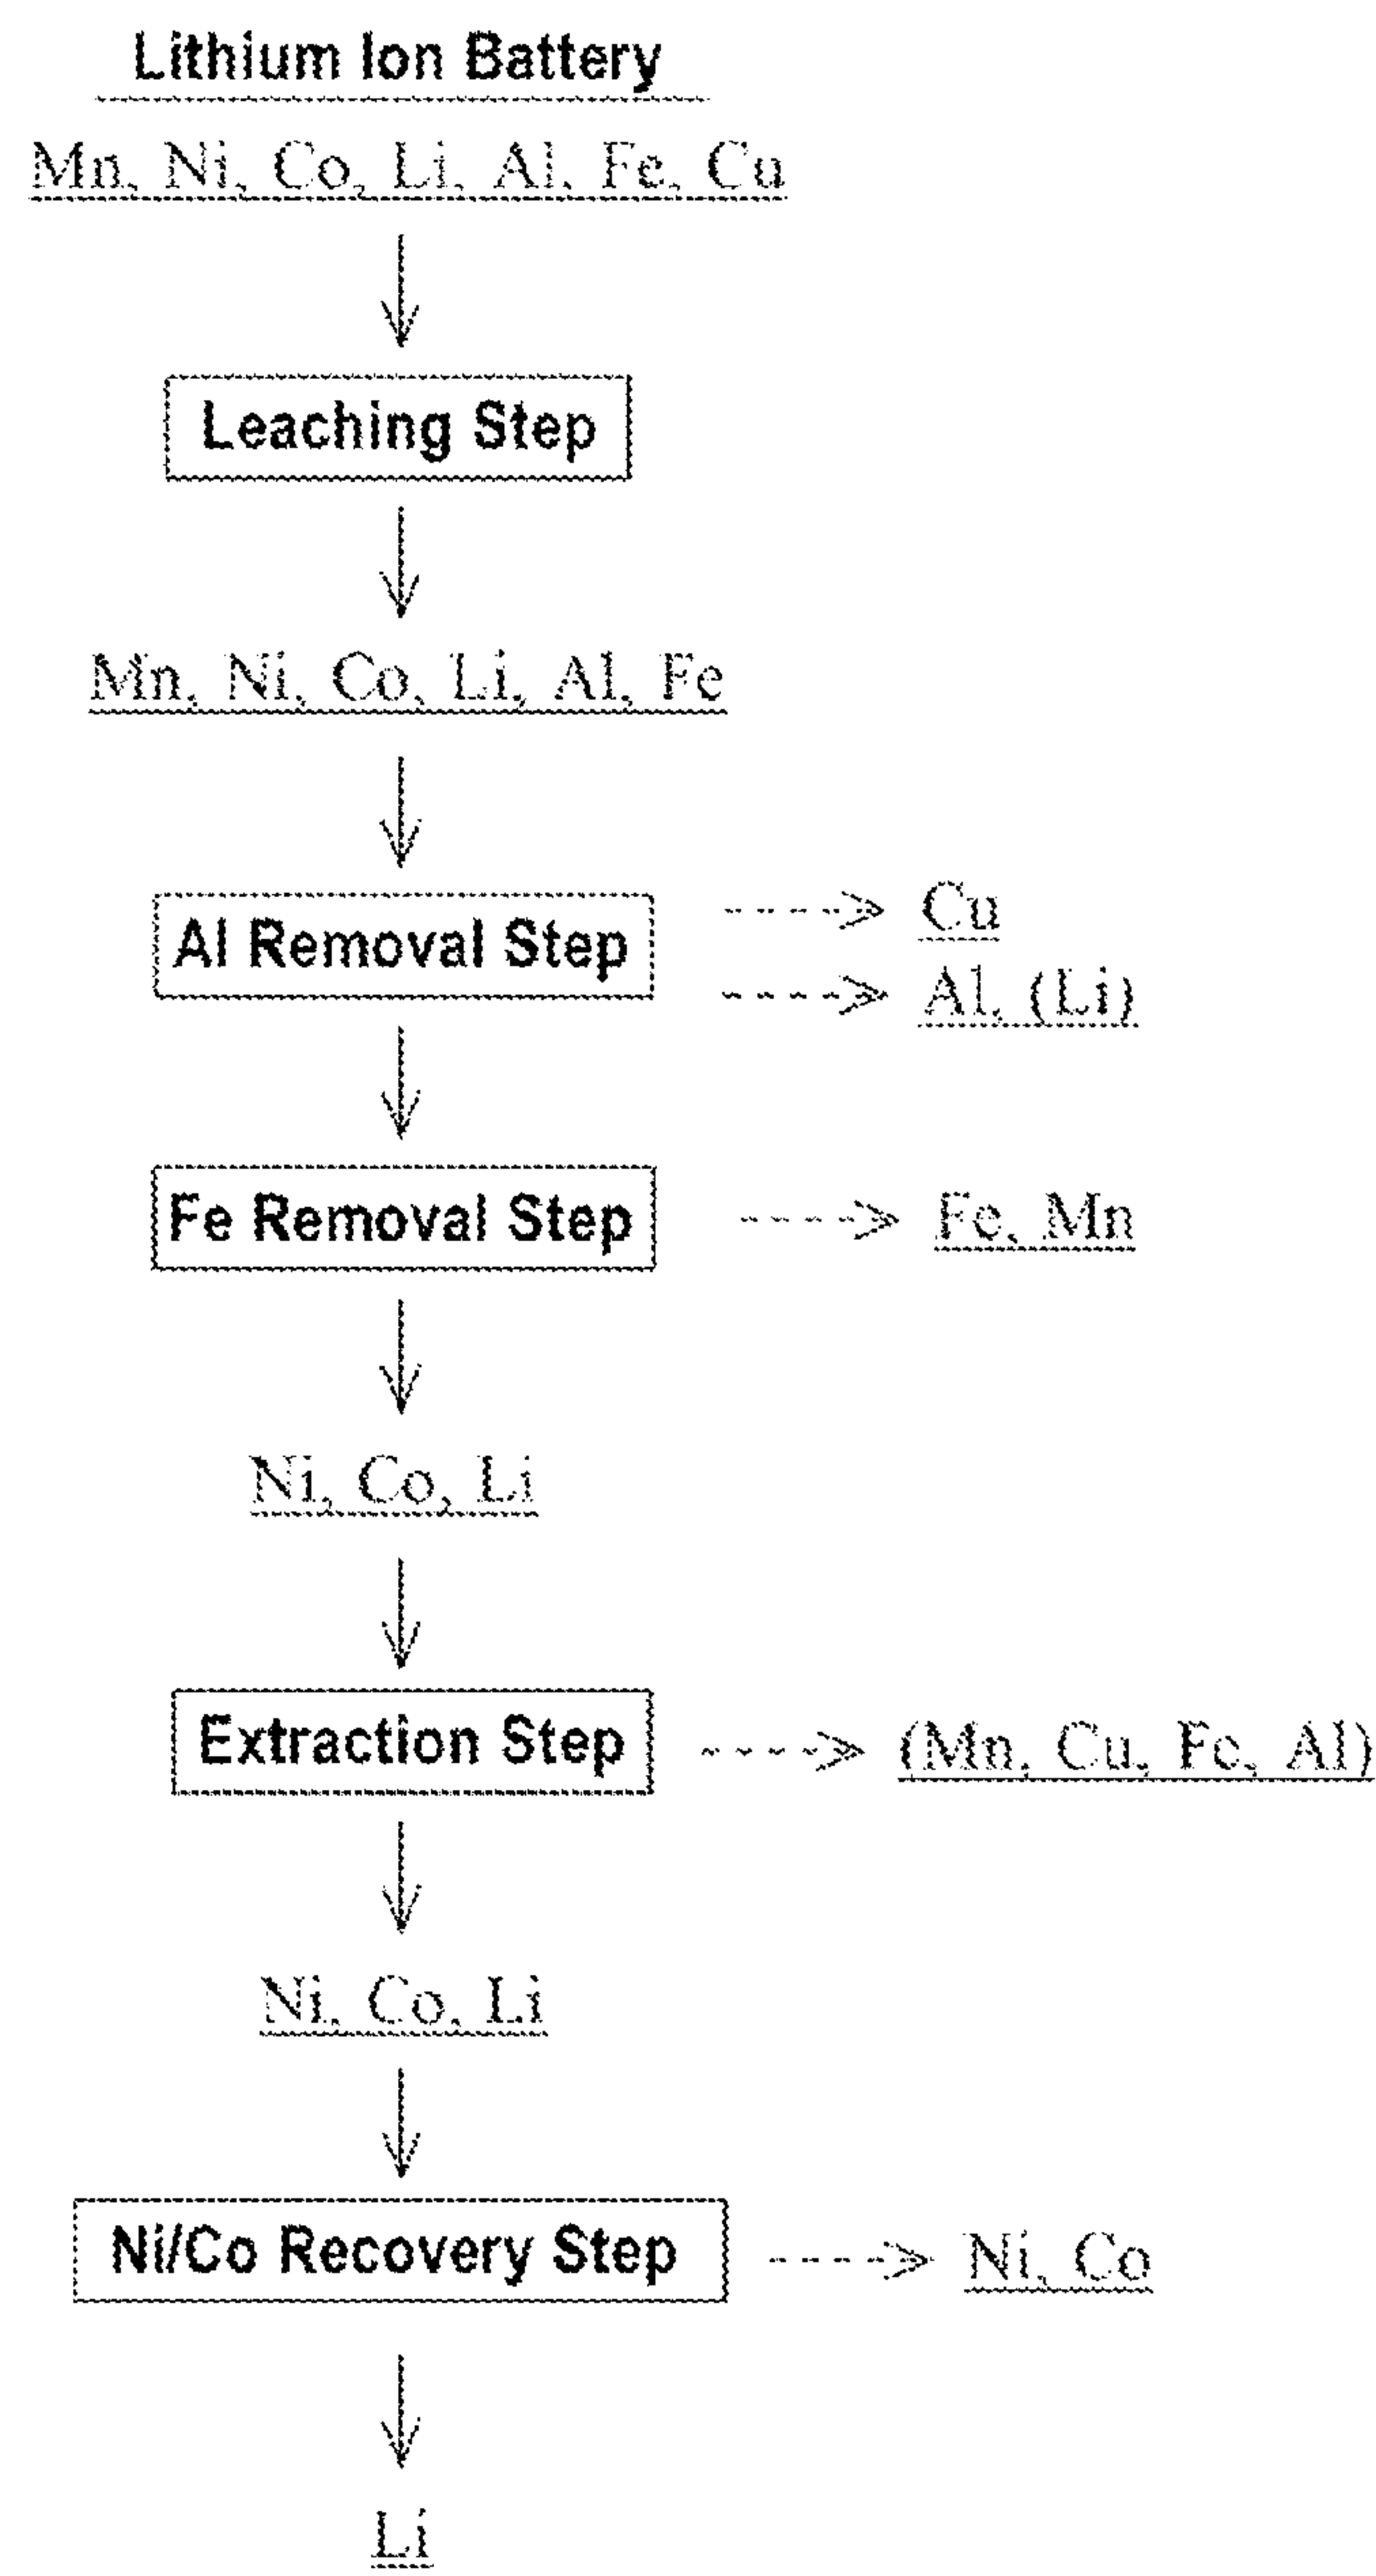 Lithium Ion Battery
Mn, Ni, Co, Li, Al, Fe, Cu
Leaching Step
Mn, Ni, Co, Li, Al, Fe
Al Removal Step
Cu
Al, (Li)
Fe Removal Step
Fe, Mn
Ni, Co, Li
Extraction Step
(Mn, Cu, Fe, Al)
Ni, Co, Li
Ni/Co Recovery Step
Ni, Co
Li